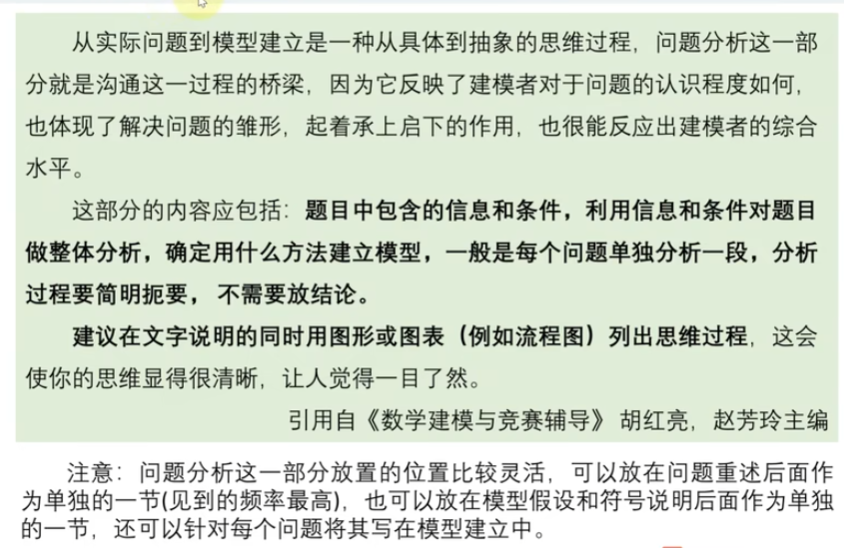 从实际问题到模型建立是一种从具体到抽象的思维过程，问题分析这一部
分就是沟通这一过程的桥梁，因为它反映了建模者对于问题的认识程度如何，
也体现了解决问题的雏形，起着承上启下的作用，也很能反应出建模者的综合
水平。
这部分的内容应包括：题目中包含的信息和条件，利用信息和条件对题目
做整体分析，确定用什么方法建立模型，一般是每个问题单独分析一段，分析
过程要简明扼要， 不需要放结论。
建议在文字说明的同时用图形或图表（例如流程图）列出思维过程，这会
使你的思维显得很清晰，让人觉得一目了然。
引用自《数学建模与竞赛辅导》 胡红亮，赵芳玲主编
注意：问题分析这一部分放置的位置比较灵活，可以放在问题重述后面作
为单独的一节(见到的频率最高)，也可以放在模型假设和符号说明后面作为单独
的一节，还可以针对每个问题将其写在模型建立中。